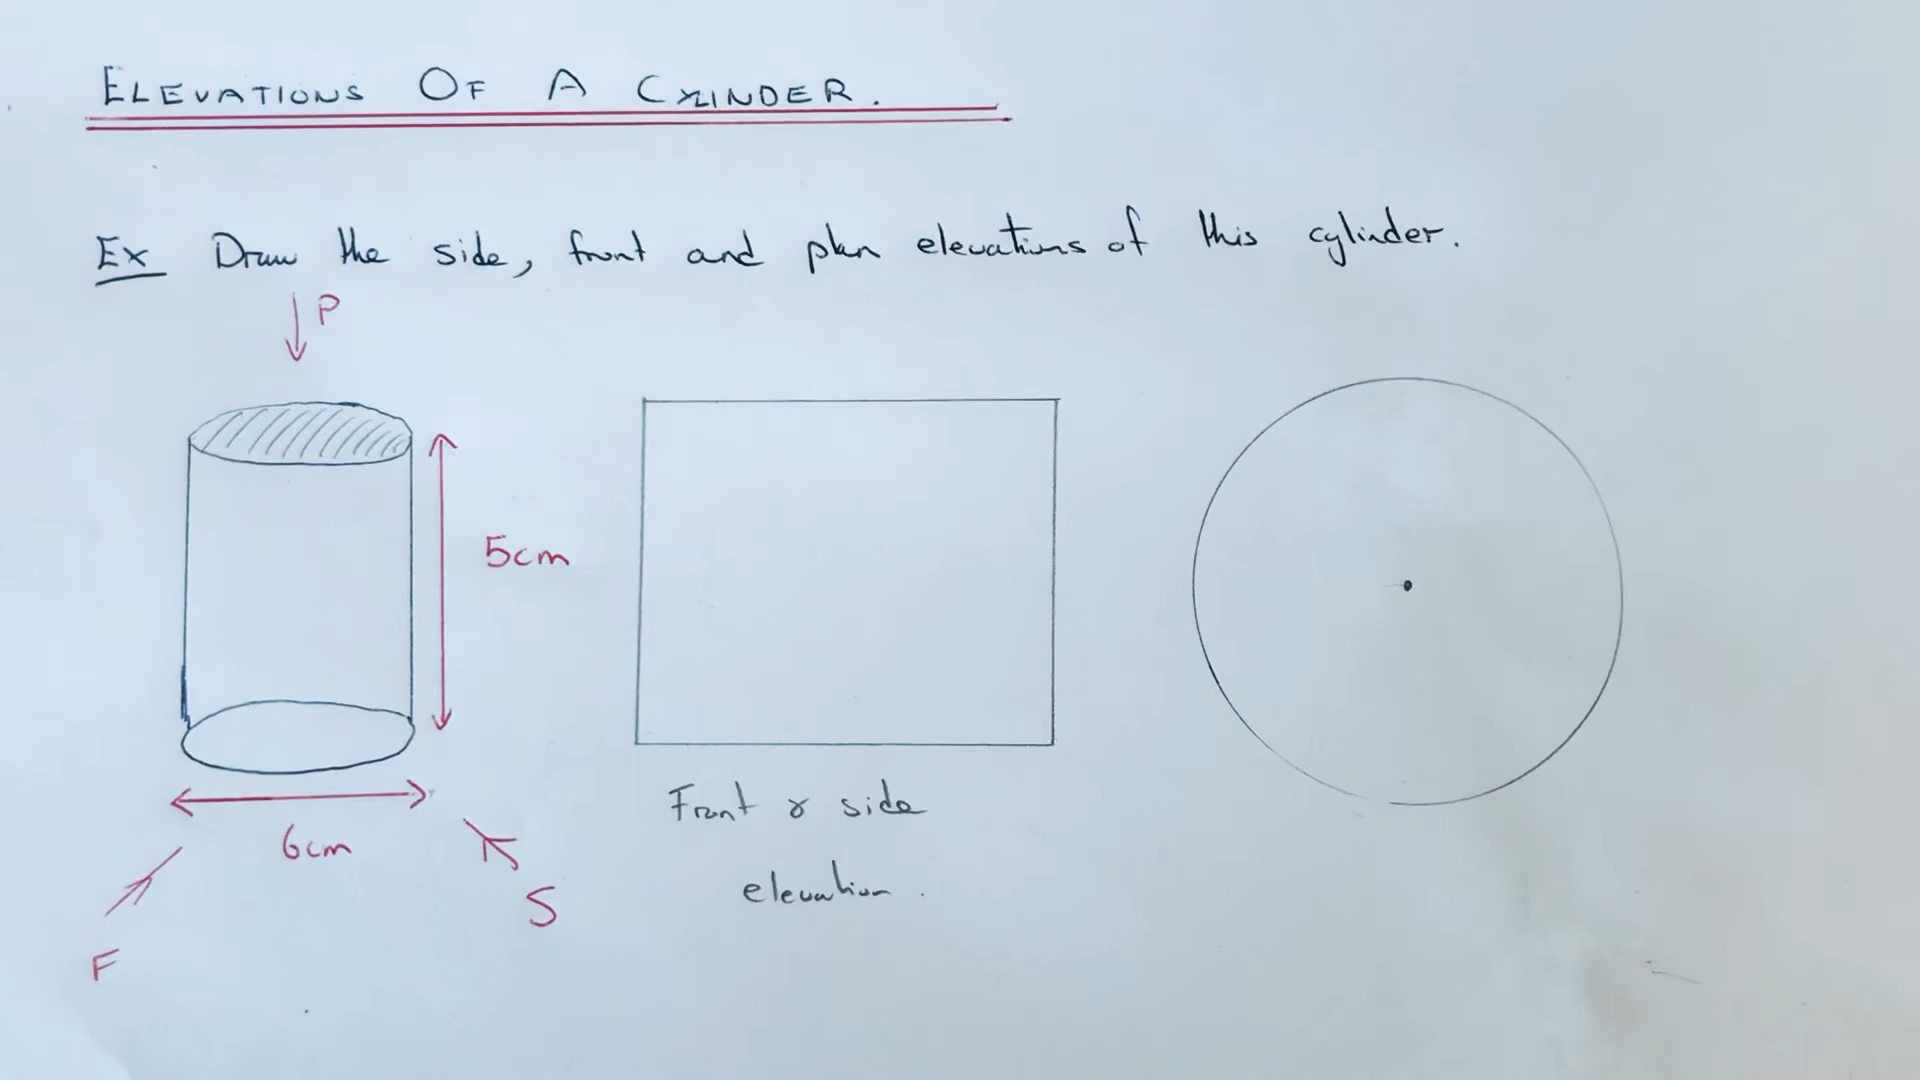 ELEVATIONS OF A CYLINDER.
Ex Draw the side, front and plan elevations of this cylinder.
P
5cm
6cm
F
S
Front & side
elevation.